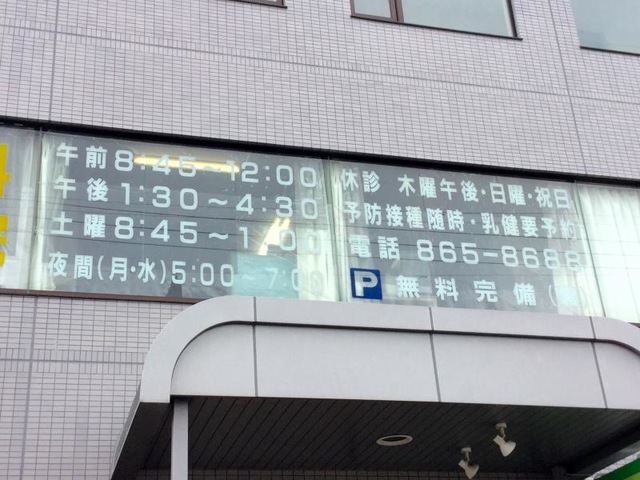 午前 8:45～12:00
午後 1:30～4:30
土曜 8:45～1:00
夜間(月・水)5:00～7:00
休診 木曜午後・日曜・祝日
予防接種随時・乳健要予約
電話 865-8688
P 無料完備